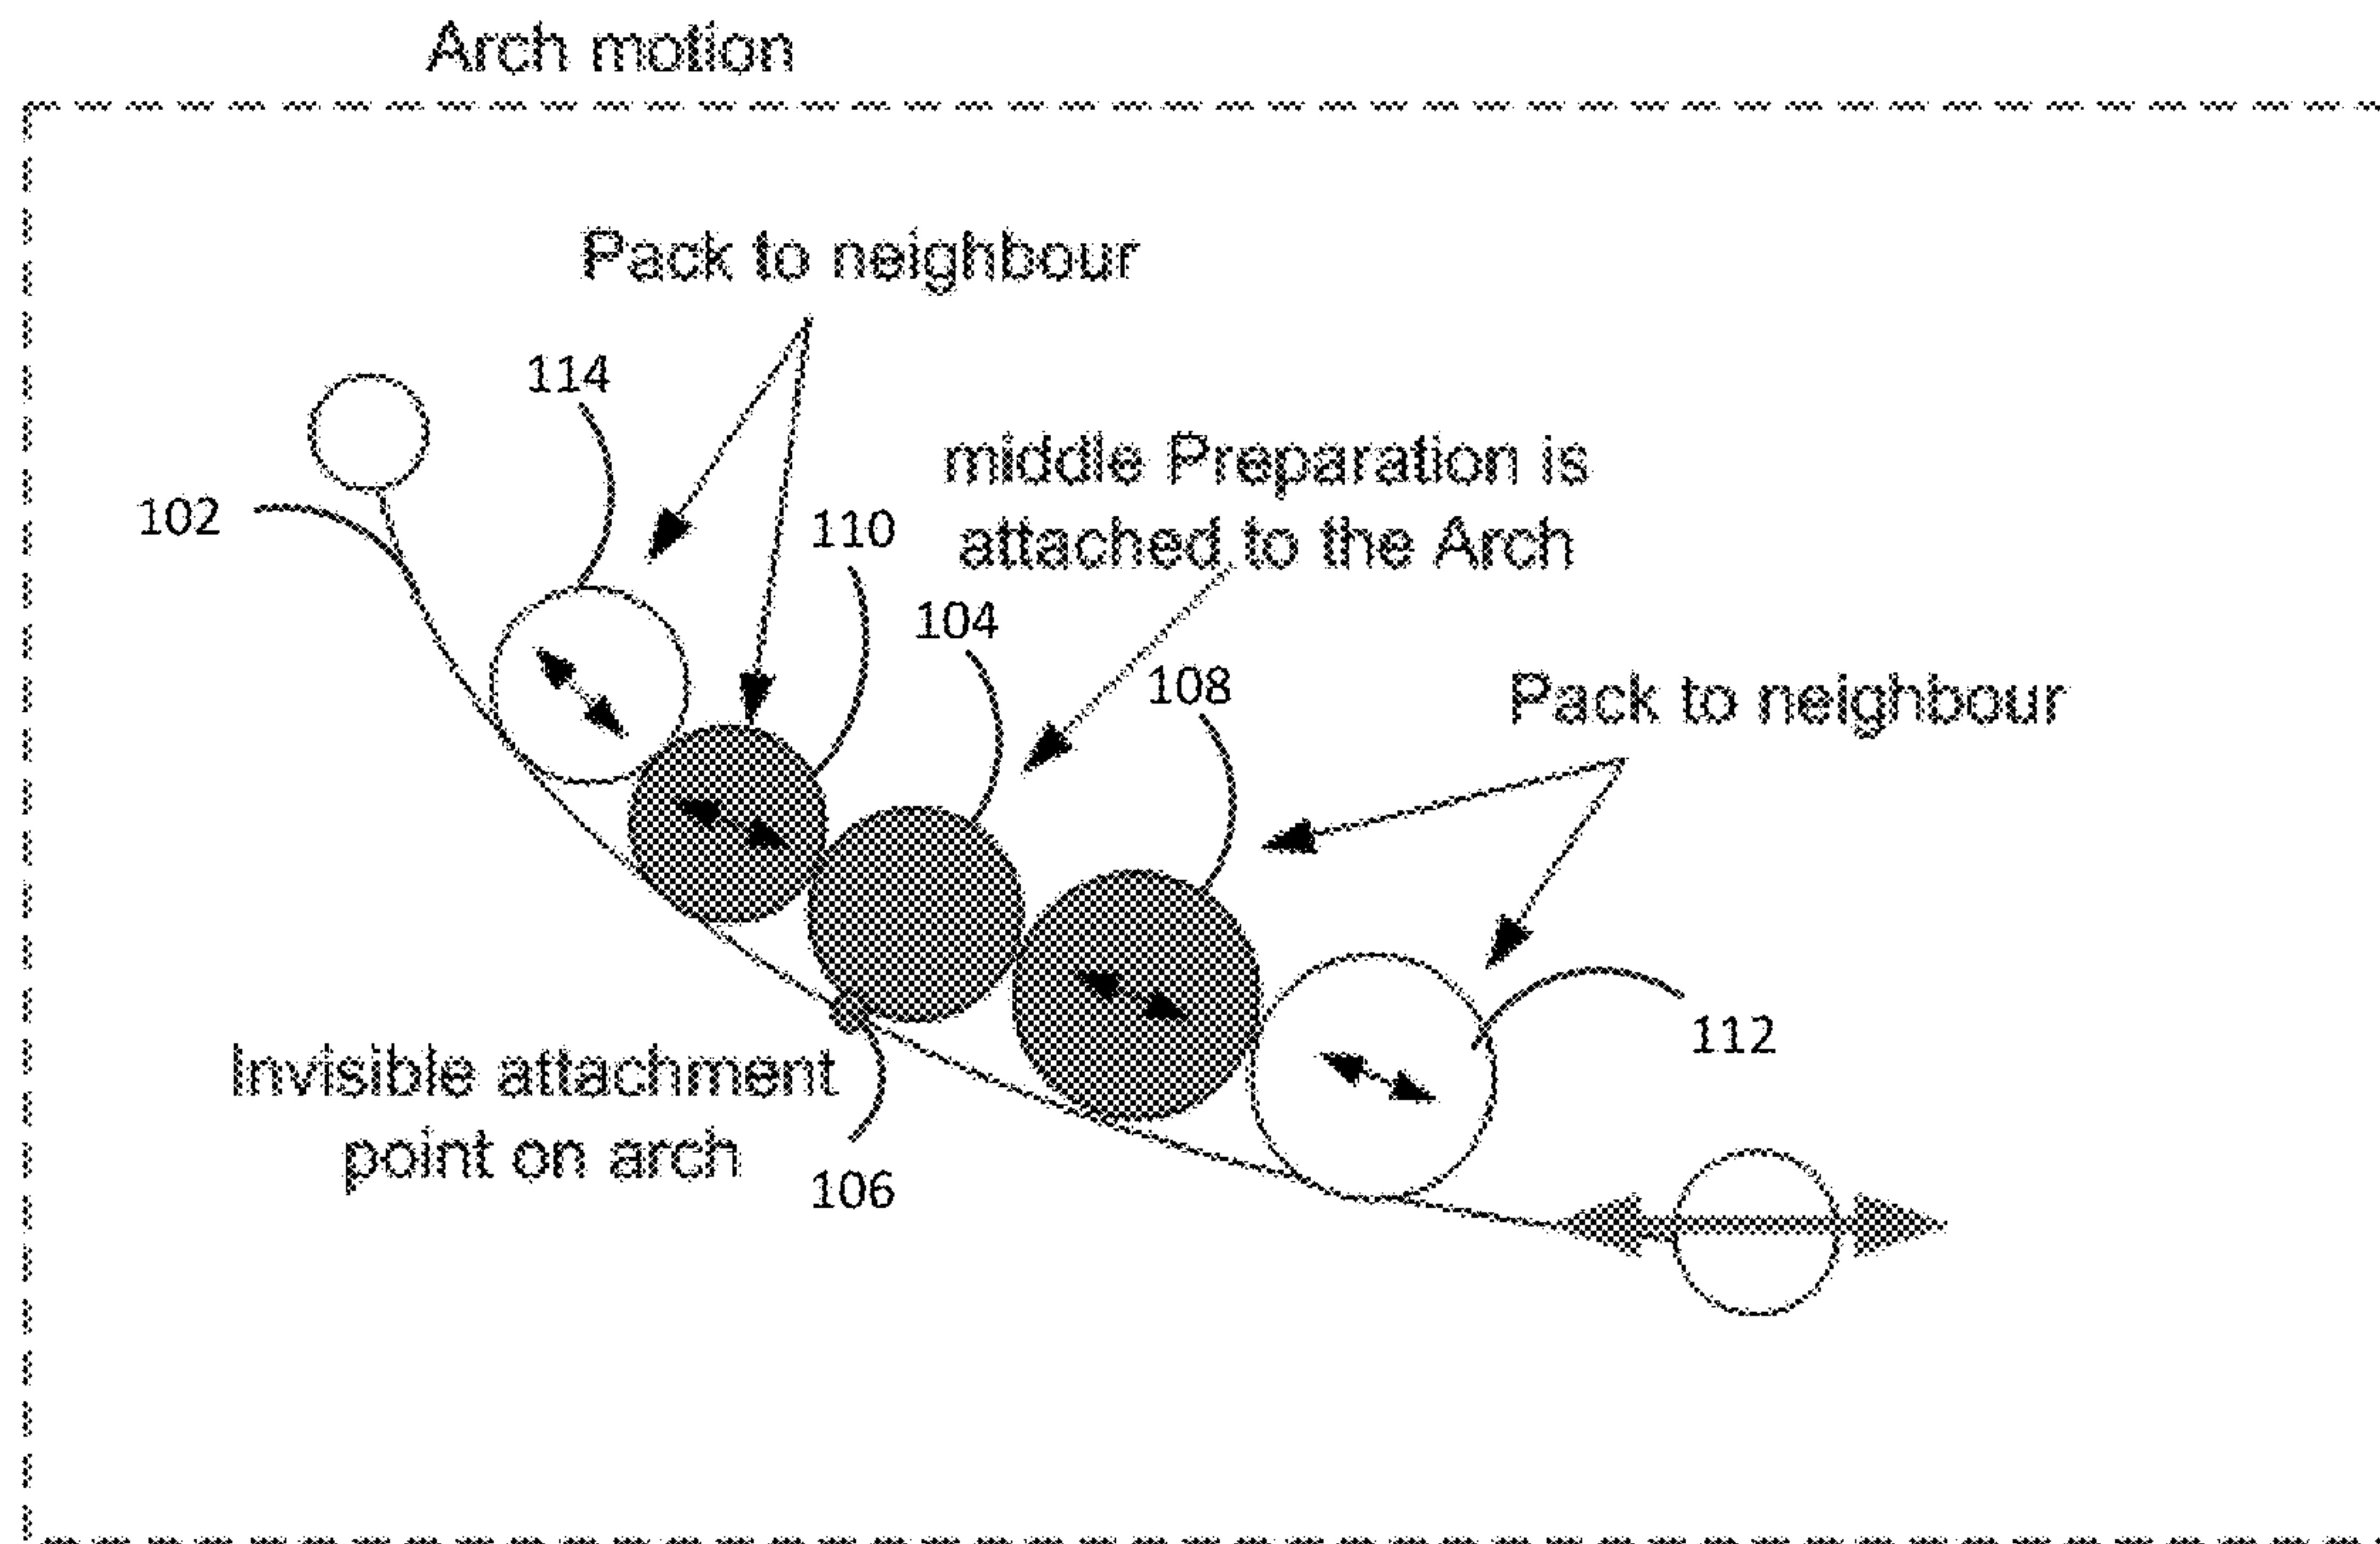 Arch motion
Pack to neighbour
114
102
middle Preparation is
attached to the Arch
110
104
108
Pack to neighbour
112
Invisible attachment
point on arch
106